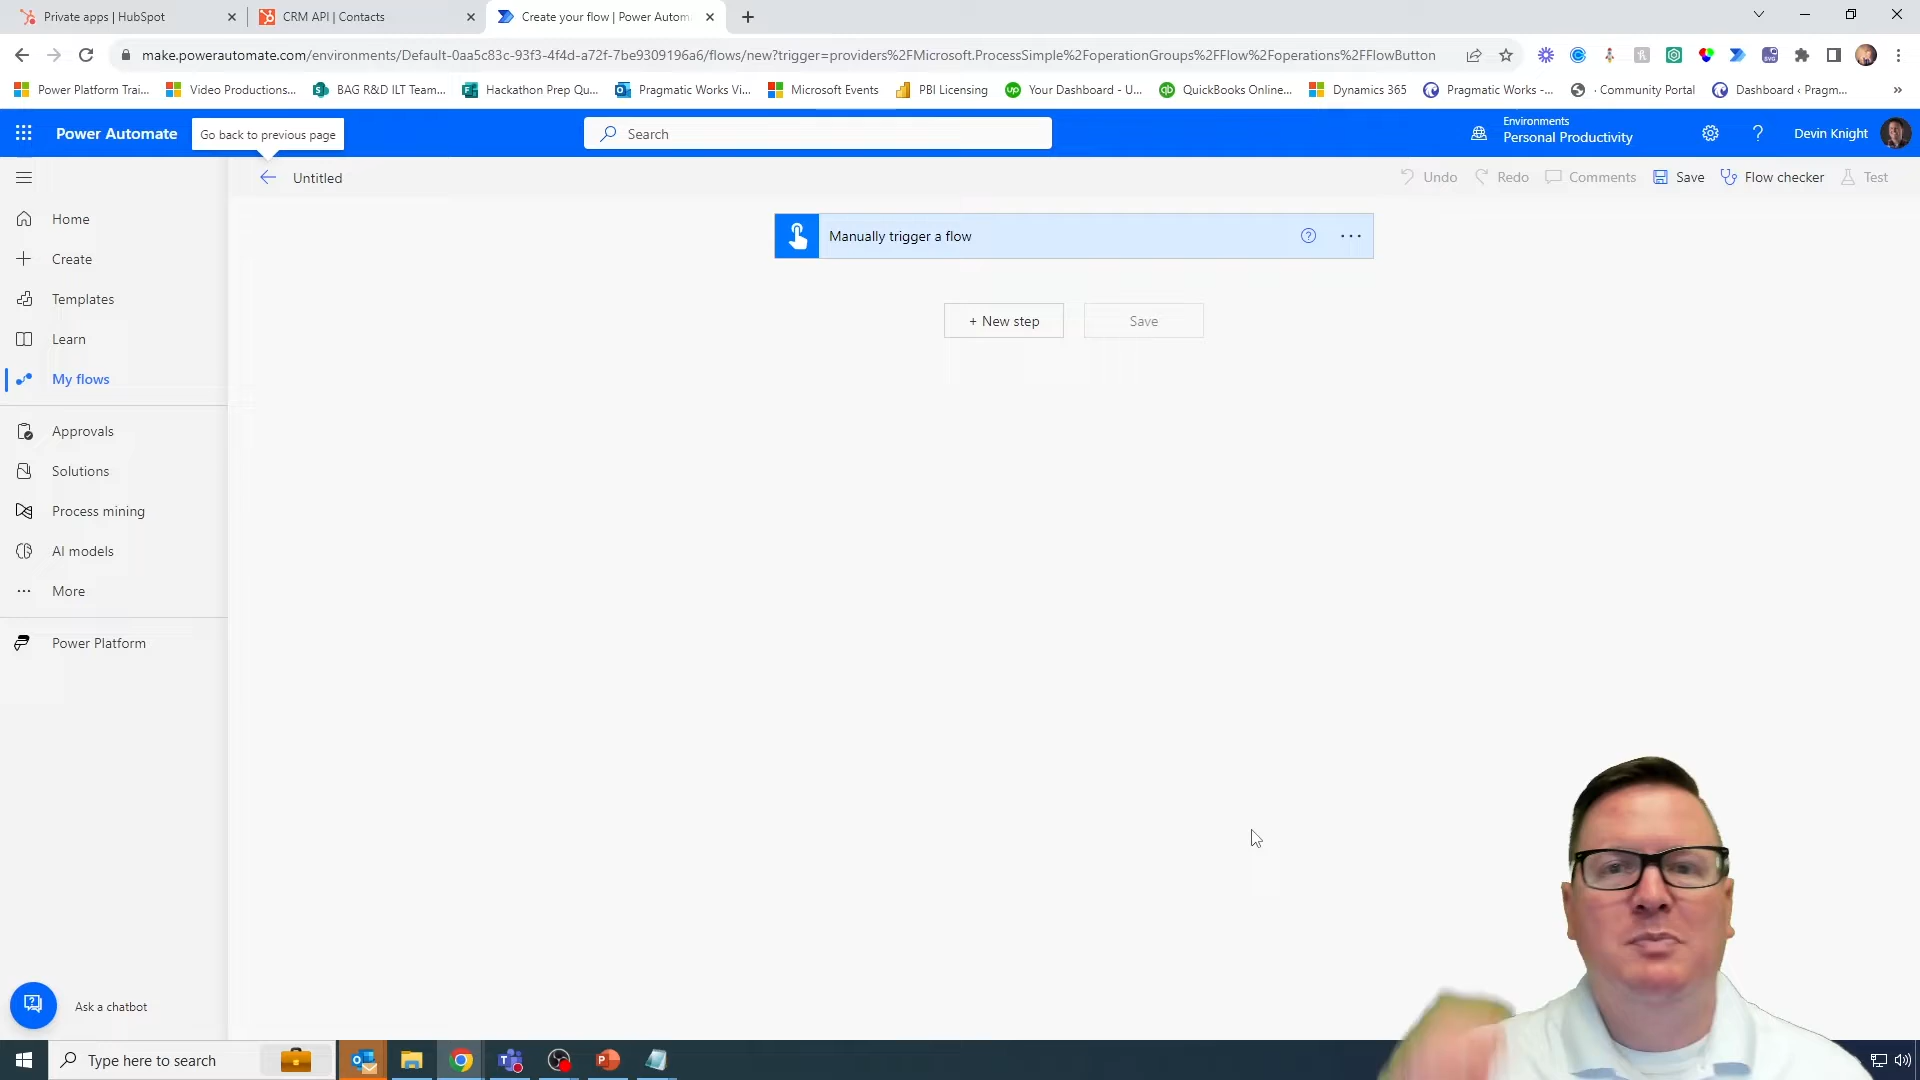 Private apps | HubSpot
CRM API | Contacts
Create your flow | Power Autom
make.powerautomate.com/environments/Default-0aa5c83c-93f3-4f4d-a72f-7be9309196a6/flows/new?trigger=providers%2FMicrosoft.ProcessSimple%2FoperationGroups%2FFlow%2Foperations%2FFlowButton
Power Platform Trai...
Video Productions...
BAG R&D ILT Team...
Hackathon Prep Qu...
Pragmatic Works Vi...
Microsoft Events
PBI Licensing
Your Dashboard - U...
QuickBooks Online...
Dynamics 365
Pragmatic Works -...
· Community Portal
Dashboard ‹ Pragm...
»
Power Automate
Go back to previous page
Search
Environments
Personal Productivity
Devin Knight
Untitled
Undo
Redo
Comments
Save
Flow checker
Test
Home
Create
Templates
Learn
My flows
Approvals
Solutions
Process mining
AI models
More
Power Platform
Manually trigger a flow
+ New step
Save
Ask a chatbot
Type here to search